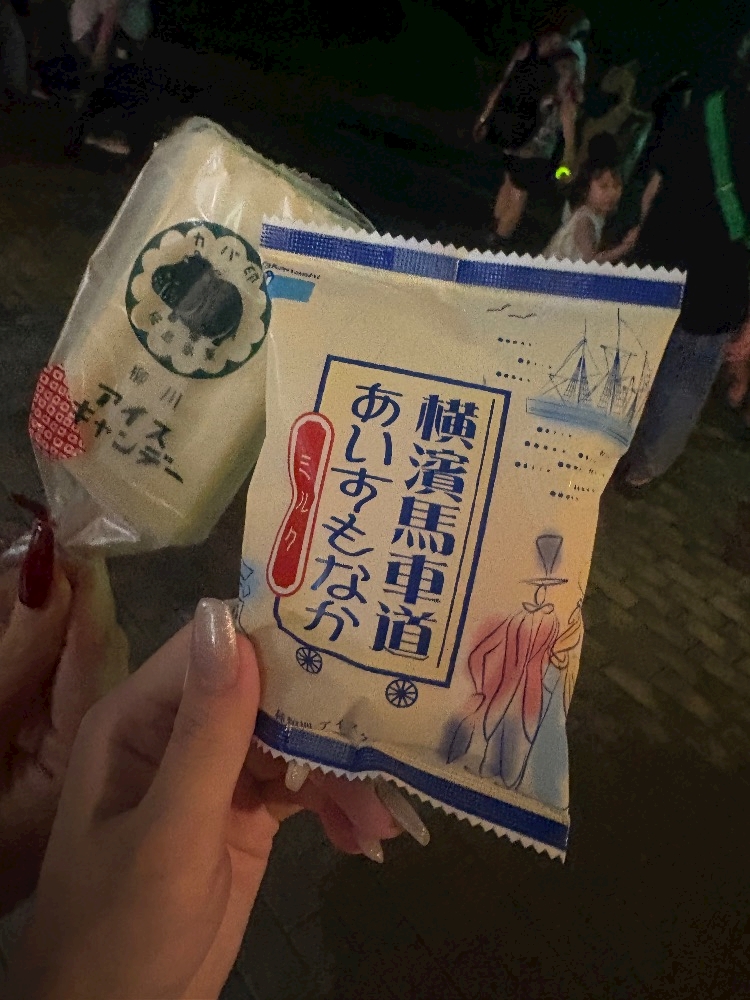 カバ印
柳川
アイス
キャンデー
横濱馬車道
あいすもなか
ミルク